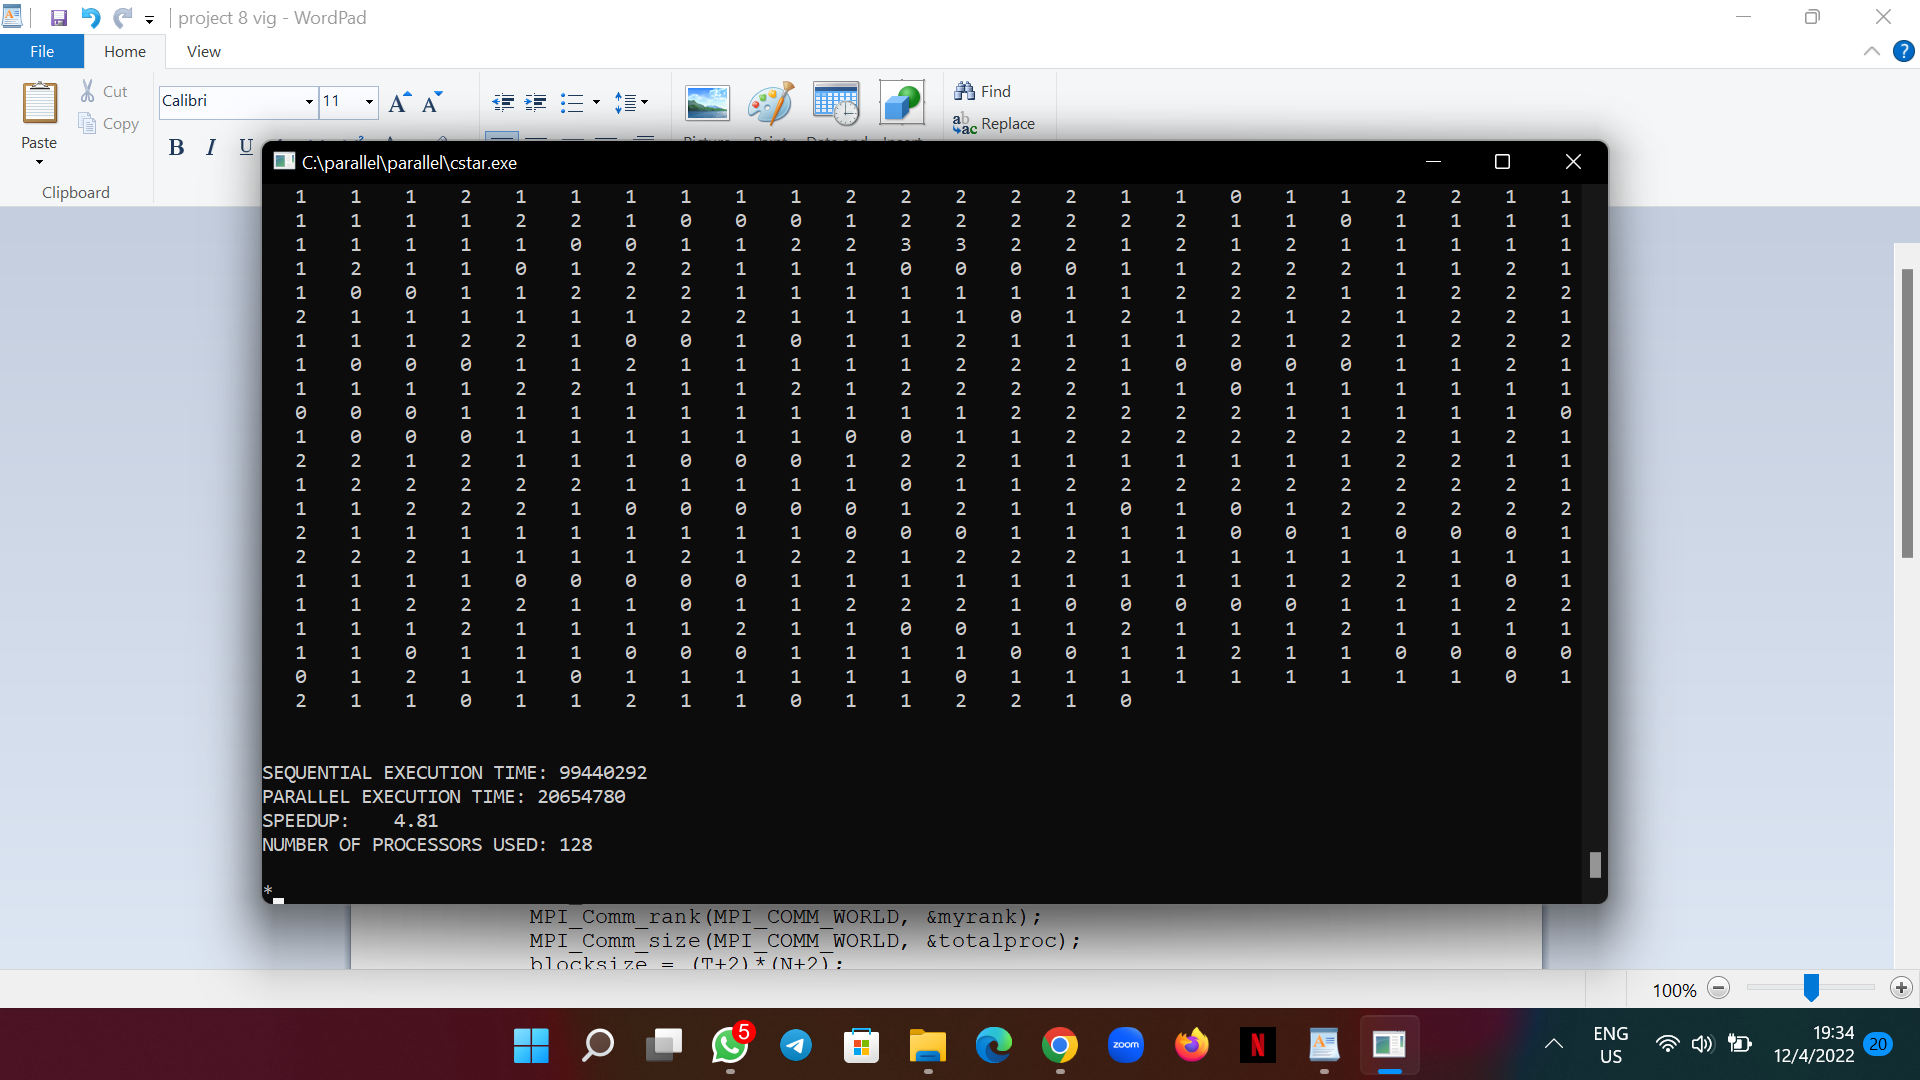 project 8 vig - WordPad
File Home View
Cut
Copy
Paste
Calibri 11
B I U
Find
Replace
Clipboard
C:\parallel\parallel\cstar.exe
1 1 1 2 1 1 1 1 1 1 2 2 2 2 2 1 1 0 1 1 2 2 1 1
1 1 1 1 2 2 1 0 0 0 1 2 2 2 2 2 2 1 1 0 1 1 1 1
1 1 1 1 1 0 0 1 1 2 2 3 3 2 2 1 2 1 2 1 1 1 1 1
1 2 1 1 0 1 2 2 1 1 1 0 0 0 0 1 1 2 2 2 1 1 2 1
1 0 0 1 1 2 2 2 1 1 1 1 1 1 1 1 2 2 2 1 1 2 2 2
2 1 1 1 1 1 1 2 2 1 1 1 1 0 1 2 1 2 1 2 1 2 2 1
1 1 1 2 2 1 0 0 1 0 1 1 2 1 1 1 1 2 1 2 1 2 2 2
1 0 0 0 1 1 2 1 1 1 1 1 2 2 2 1 0 0 0 0 1 1 2 1
1 1 1 1 2 2 1 1 1 2 1 2 2 2 2 1 1 0 1 1 1 1 1 1
0 0 0 1 1 1 1 1 1 1 1 1 1 2 2 2 2 2 1 1 1 1 1 0
1 0 0 0 1 1 1 1 1 1 0 0 1 1 2 2 2 2 2 2 2 1 2 1
2 2 1 2 1 1 1 0 0 0 1 2 2 1 1 1 1 1 1 1 2 2 1 1
1 2 2 2 2 2 1 1 1 1 1 0 1 1 2 2 2 2 2 2 2 2 2 1
1 1 2 2 2 1 0 0 0 0 0 1 2 1 1 0 1 0 1 2 2 2 2 2
2 1 1 1 1 1 1 1 1 1 0 0 0 1 1 1 1 0 0 1 0 0 0 1
2 2 2 1 1 1 1 2 1 2 2 1 2 2 2 1 1 1 1 1 1 1 1 1
1 1 1 1 0 0 0 0 0 1 1 1 1 1 1 1 1 1 1 2 2 1 0 1
1 1 2 2 2 1 1 0 1 1 2 2 2 1 0 0 0 0 0 1 1 1 2 2
1 1 1 2 1 1 1 1 2 1 1 0 0 1 1 2 1 1 1 2 1 1 1 1
1 1 0 1 1 1 0 0 0 1 1 1 1 0 0 1 1 2 1 1 0 0 0 0
0 1 2 1 1 0 1 1 1 1 1 1 0 1 1 1 1 1 1 1 1 1 0 1
2 1 1 0 1 1 2 1 1 0 1 1 2 2 1 0
SEQUENTIAL EXECUTION TIME: 99440292
PARALLEL EXECUTION TIME: 20654780
SPEEDUP: 4.81
NUMBER OF PROCESSORS USED: 128
*
MPI_Comm_rank(MPI_COMM_WORLD, &myrank);
MPI_Comm_size(MPI_COMM_WORLD, &totalproc);
blocksize = (T+2)*(N+2);
100%
5
zoom
N
ENG
US
19:34
12/4/2022
20